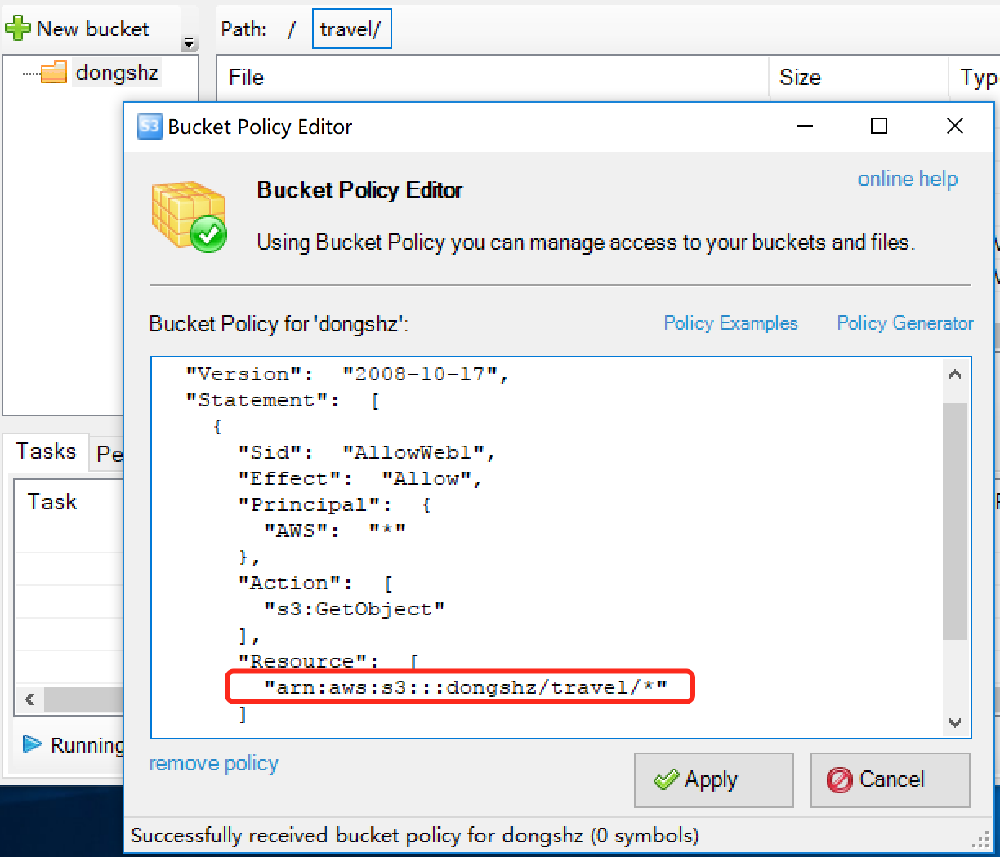 New bucket
Path: / travel/
dongshz
File Size Typ
S3 Bucket Policy Editor
Bucket Policy Editor
online help
Using Bucket Policy you can manage access to your buckets and files.
Bucket Policy for 'dongshz':
Policy Examples
Policy Generator
"Version": "2008-10-17",
"Statement": [
{
"Sid": "AllowWeb1",
"Effect": "Allow",
"Principal": {
"AWS": "*"
},
"Action": [
"s3:GetObject"
],
"Resource": [
"arn:aws:s3:::dongshz/travel/*"
]
Tasks
Pe
Task
Running
remove policy
Apply
Cancel
Successfully received bucket policy for dongshz (0 symbols)